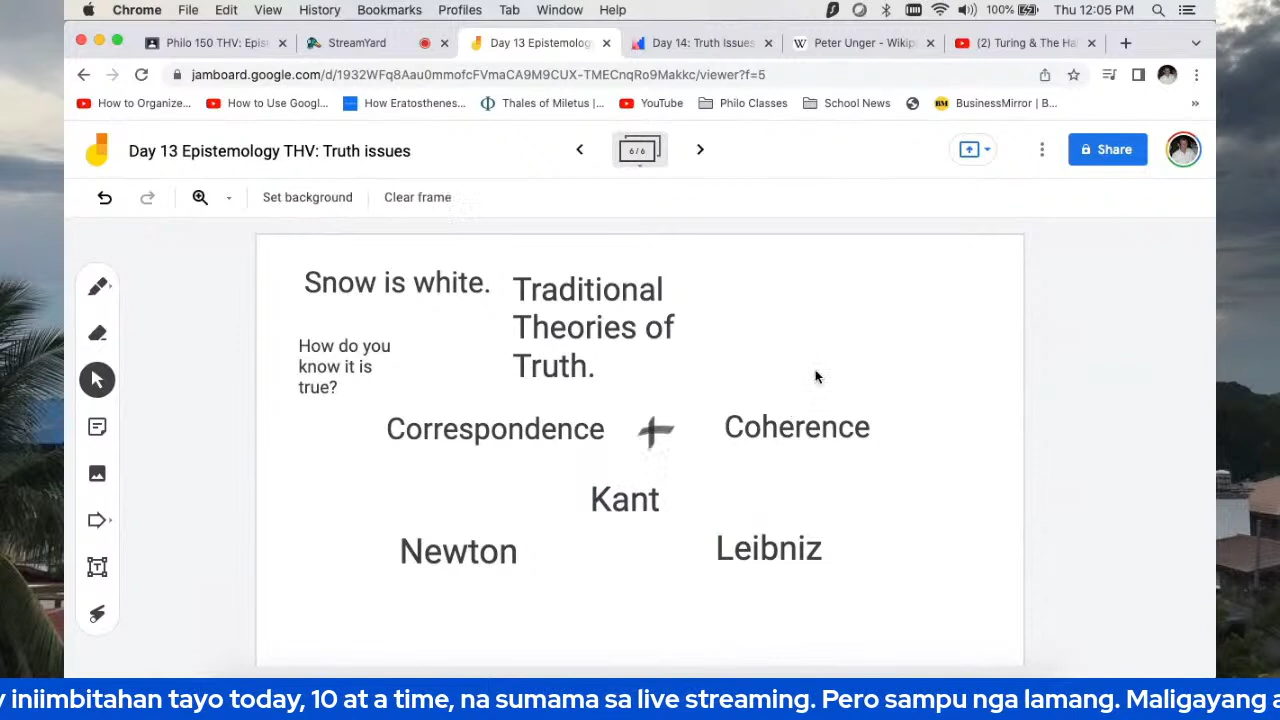 Chrome File Edit View History Bookmarks Profiles Tab Window Help 100% Thu 12:05 PM
Philo 150 THV: Epis StreamYard Day 13 Epistemology Day 14: Truth Issues Peter Unger - Wikip (2) Turing & The Ha
jamboard.google.com/d/1932WFq8Aau0mmofcFVmaCA9M9CUX-TMECnqRo9Makkc/viewer?f=5
How to Organize... How to Use Googl... How Eratosthenes... Thales of Miletus |... YouTube Philo Classes School News BM BusinessMirror | B... »
Day 13 Epistemology THV: Truth issues
6 / 6
Share
Set background Clear frame
Snow is white.
Traditional
Theories of
Truth.
How do you
know it is
true?
Correspondence + Coherence
Kant
Newton Leibniz
y iniimbitahan tayo today, 10 at a time, na sumama sa live streaming. Pero sampu nga lamang. Maligayang a